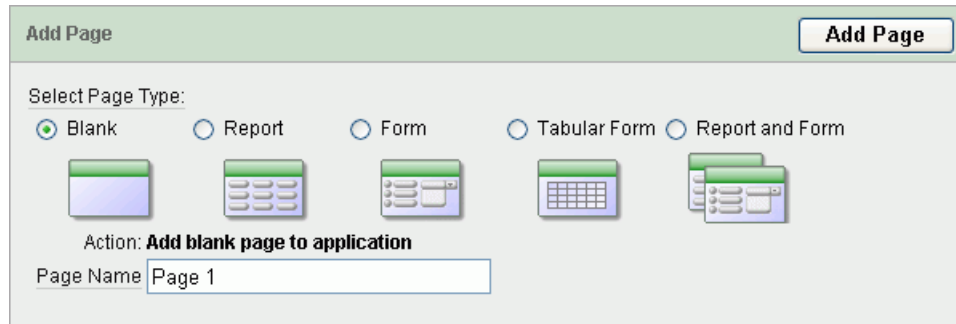 Add Page Add Page
Select Page Type:
Blank Report Form Tabular Form Report and Form
Action: Add blank page to application
Page Name Page 1